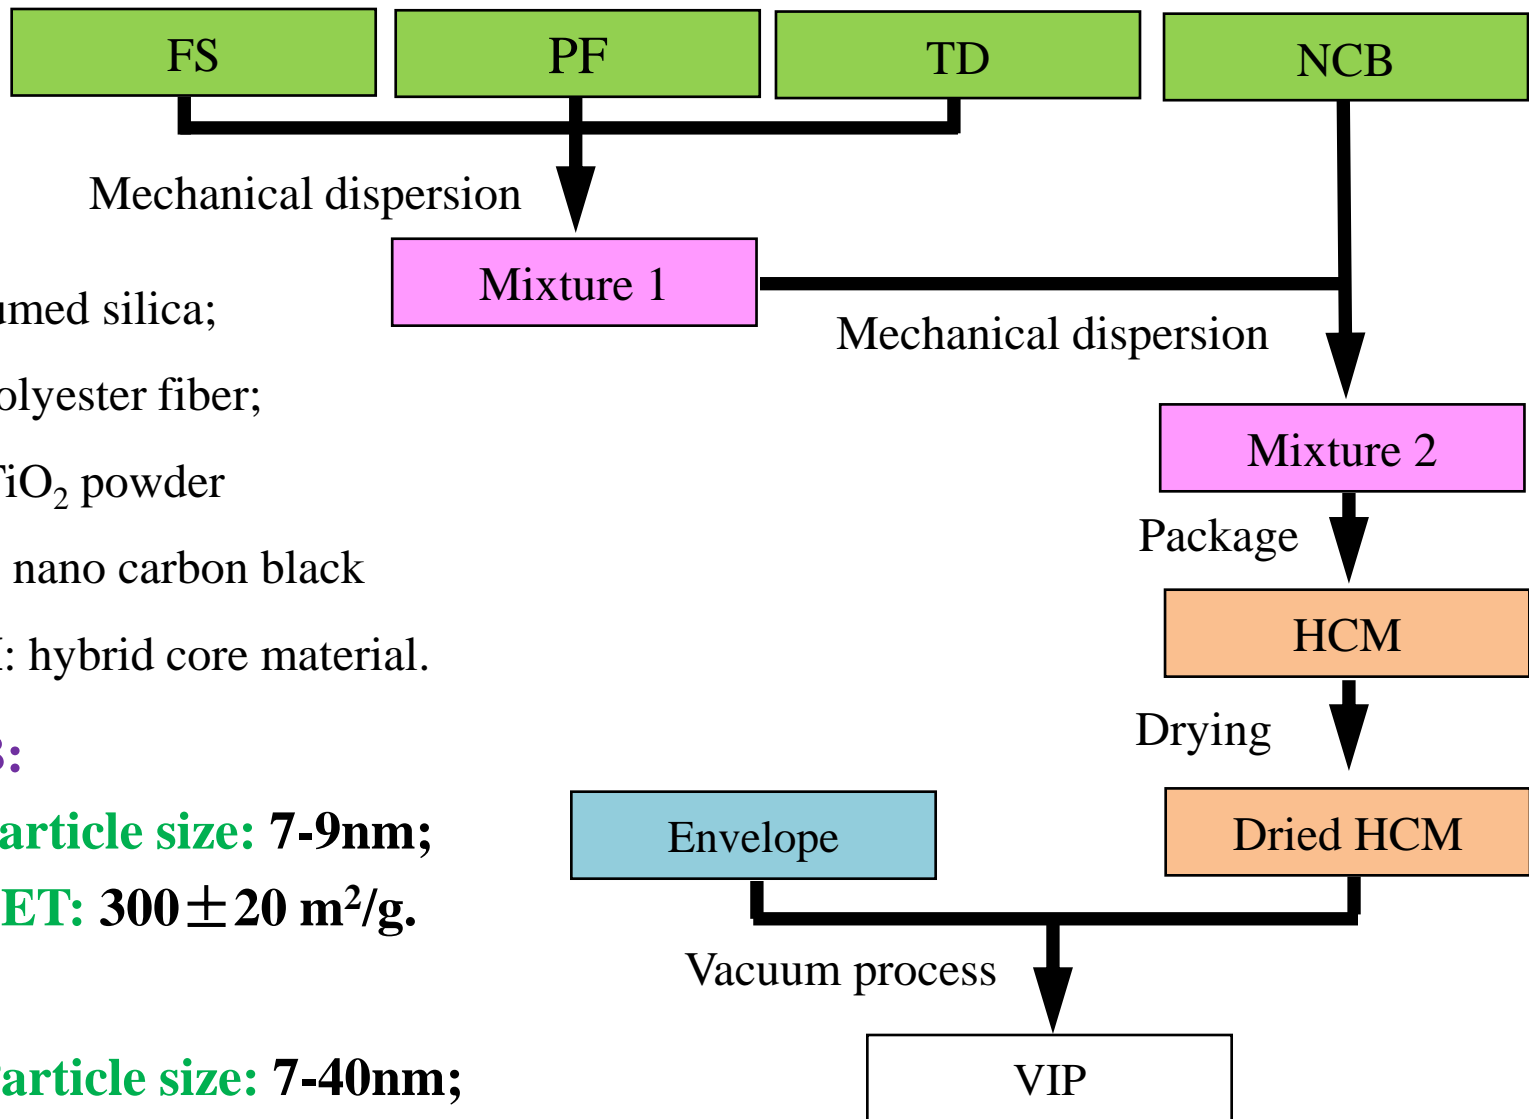 FS
PF
TD
NCB
Mechanical dispersion
Mixture 1
umed silica;
Mechanical dispersion
olyester fiber;
Mixture 2
TiO₂ powder
Package
nano carbon black
HCM
: hybrid core material.
Drying
:
article size: 7-9nm;
Envelope
Dried HCM
ET: 300±20 m²/g.
Vacuum process
article size: 7-40nm;
VIP